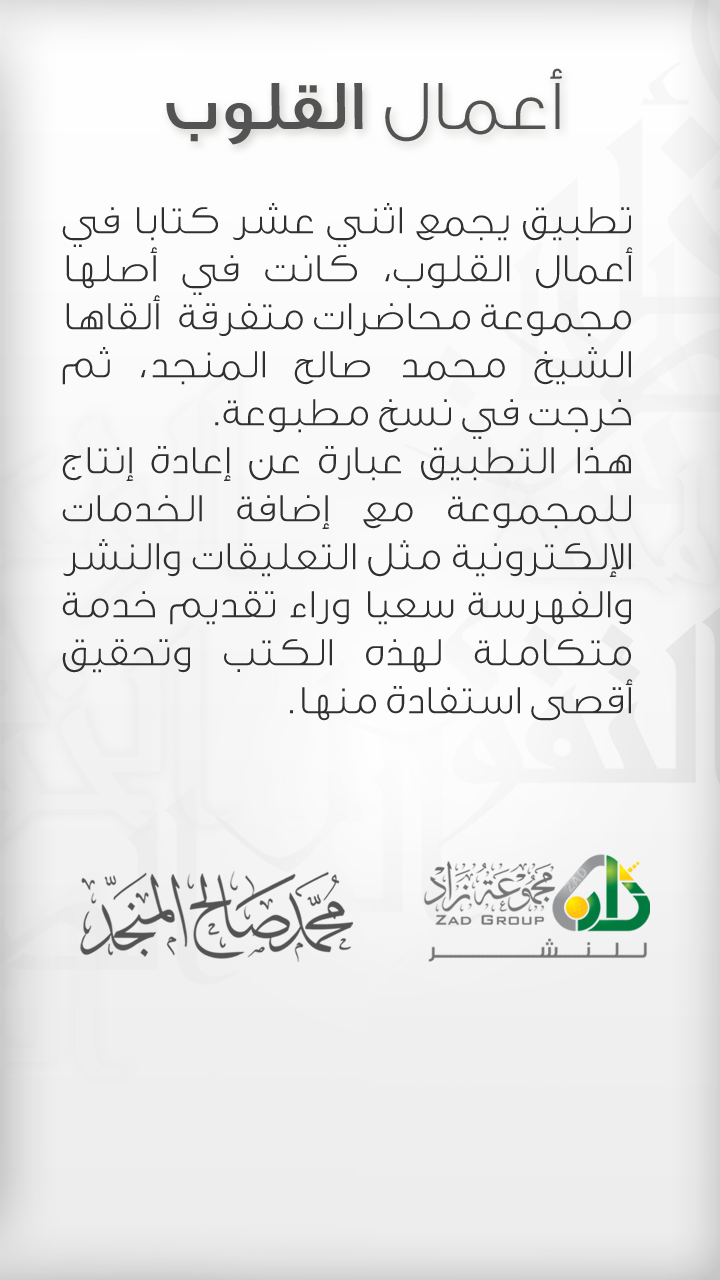 أعمال القلوب
تطبيق يجمع اثني عشر كتابا في
أعمال القلوب، كانت في أصلها
مجموعة محاضرات متفرقة ألقاها
الشيخ محمد صالح المنجد، ثم
خرجت في نسخ مطبوعة.
هذا التطبيق عبارة عن إعادة إنتاج
للمجموعة مع إضافة الخدمات
الإلكترونية مثل التعليقات والنشر
والفهرسة سعيا وراء تقديم خدمة
متكاملة لهذه الكتب وتحقيق
أقصى استفادة منها.
مجموعة زاد
ZAD GROUP
ZAD
للنشر
محمد صالح المنجد